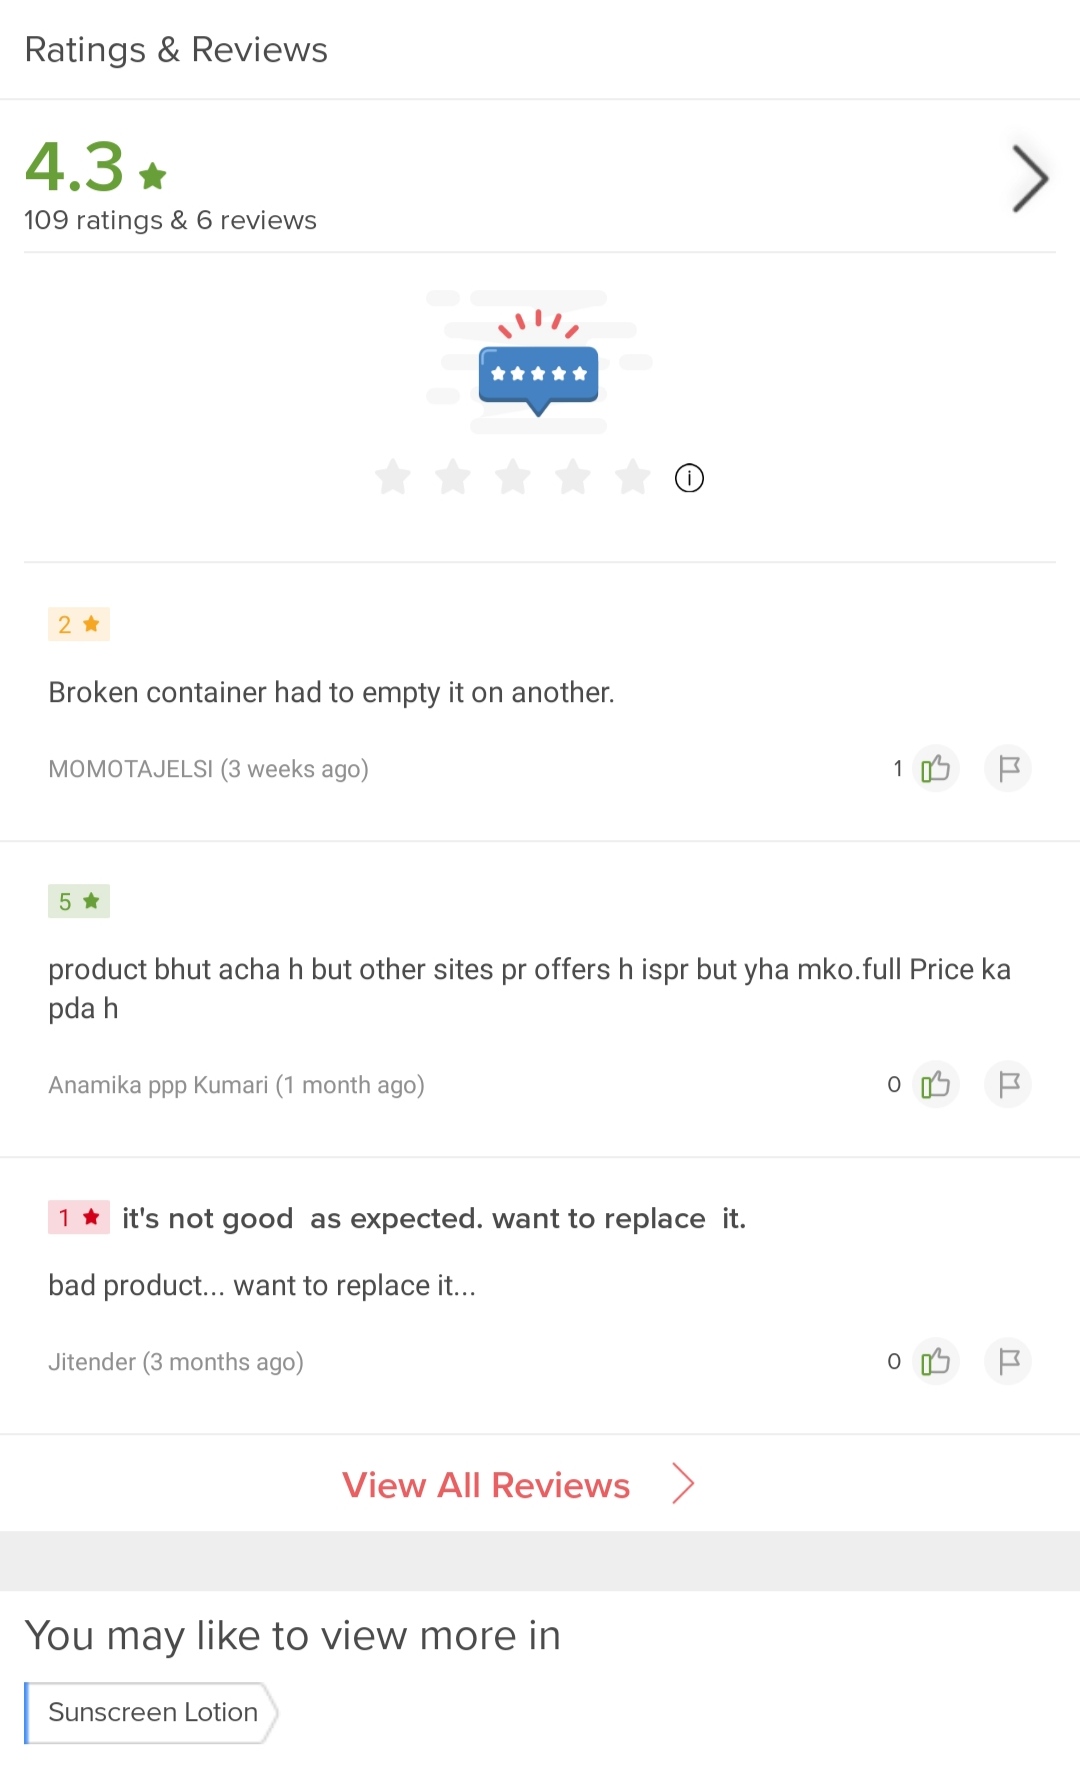 Ratings & Reviews
4.3
109 ratings & 6 reviews
2
Broken container had to empty it on another.
MOMOTAJELSI (3 weeks ago)
1
5
product bhut acha h but other sites pr offers h ispr but yha mko.full Price ka
pda h
Anamika ppp Kumari (1 month ago)
0
1 it's not good  as expected. want to replace  it.
bad product... want to replace it...
Jitender (3 months ago)
0
View All Reviews
You may like to view more in
Sunscreen Lotion